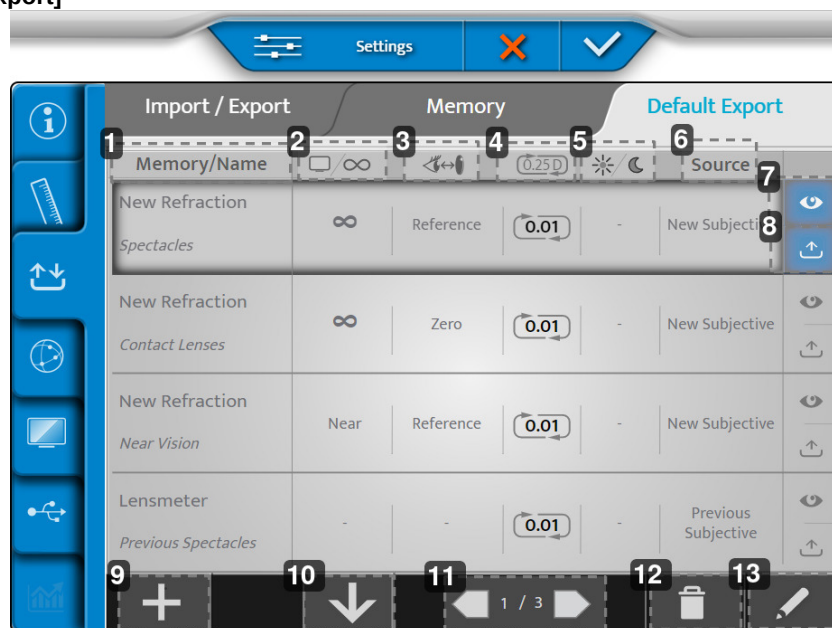 xport]
Settings
Import / Export Memory Default Export
1 2 3 4 5 6
Memory/Name ∞ 0.25 D Source
7
New Refraction
Spectacles
∞ Reference 0.01 - New Subjecti
8
New Refraction
Contact Lenses
∞ Zero 0.01 - New Subjective
New Refraction
Near Vision
Near Reference 0.01 - New Subjective
Lensmeter
Previous Spectacles
- - 0.01 - Previous
Subjective
9 10 11 12 13
1 / 3